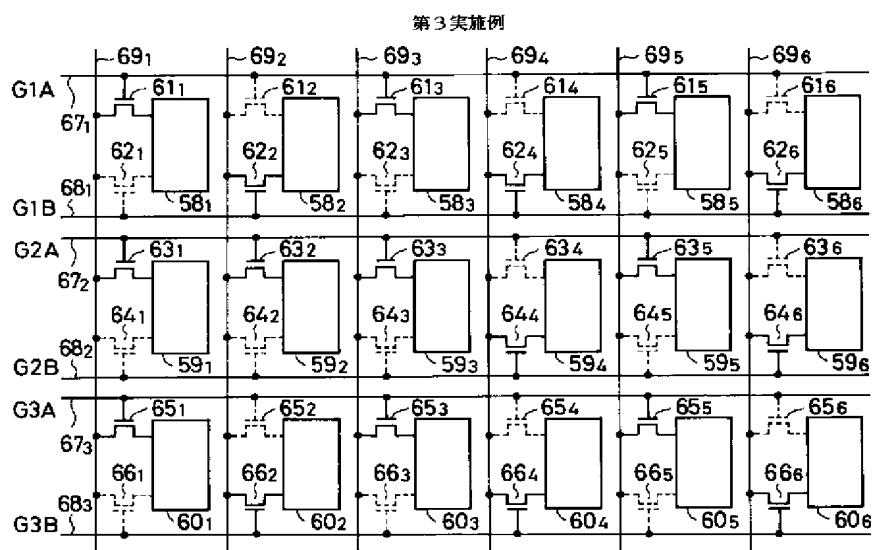 第3実施例
69₁ 69₂ 69₃ 69₄ 69₅ 69₆
G1A 61₁ 61₂ 61₃ 61₄ 61₅ 61₆
67₁
62₁ 62₂ 62₃ 62₄ 62₅ 62₆
68₁ 58₁ 58₂ 58₃ 58₄ 58₅ 58₆
G1B
G2A 63₁ 63₂ 63₃ 63₄ 63₅ 63₆
67₂
64₁ 64₂ 64₃ 64₄ 64₅ 64₆
68₂ 59₁ 59₂ 59₃ 59₄ 59₅ 59₆
G2B
G3A 65₁ 65₂ 65₃ 65₄ 65₅ 65₆
67₃
66₁ 66₂ 66₃ 66₄ 66₅ 66₆
68₃ 60₁ 60₂ 60₃ 60₄ 60₅ 60₆
G3B